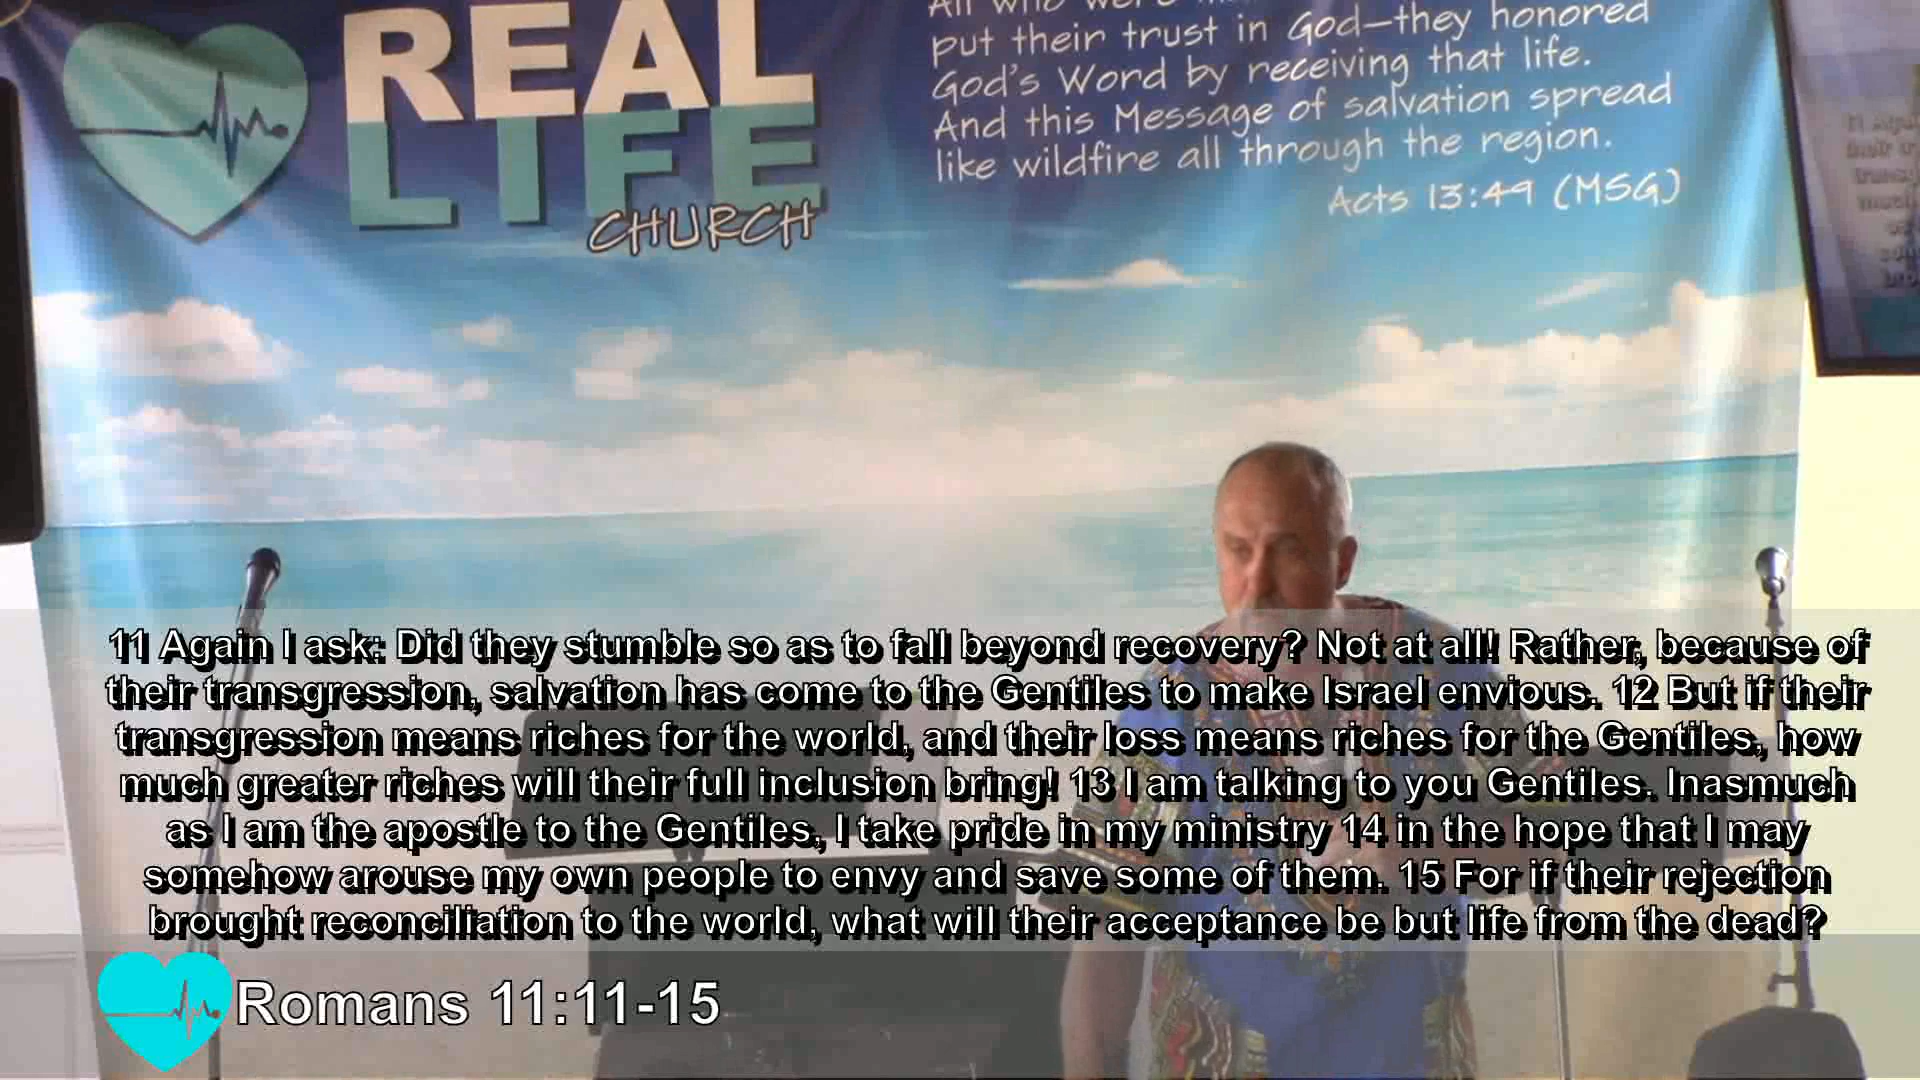 REAL
LIFE
CHURCH
All who were
put their trust in God—they honored
God's Word by receiving that life.
And this Message of salvation spread
like wildfire all through the region.
Acts 13:49 (MSG)
11 Again I ask: Did they stumble so as to fall beyond recovery? Not at all! Rather, because of
their transgression, salvation has come to the Gentiles to make Israel envious. 12 But if their
transgression means riches for the world, and their loss means riches for the Gentiles, how
much greater riches will their full inclusion bring! 13 I am talking to you Gentiles. Inasmuch
as I am the apostle to the Gentiles, I take pride in my ministry 14 in the hope that I may
somehow arouse my own people to envy and save some of them. 15 For if their rejection
brought reconciliation to the world, what will their acceptance be but life from the dead?
Romans 11:11-15